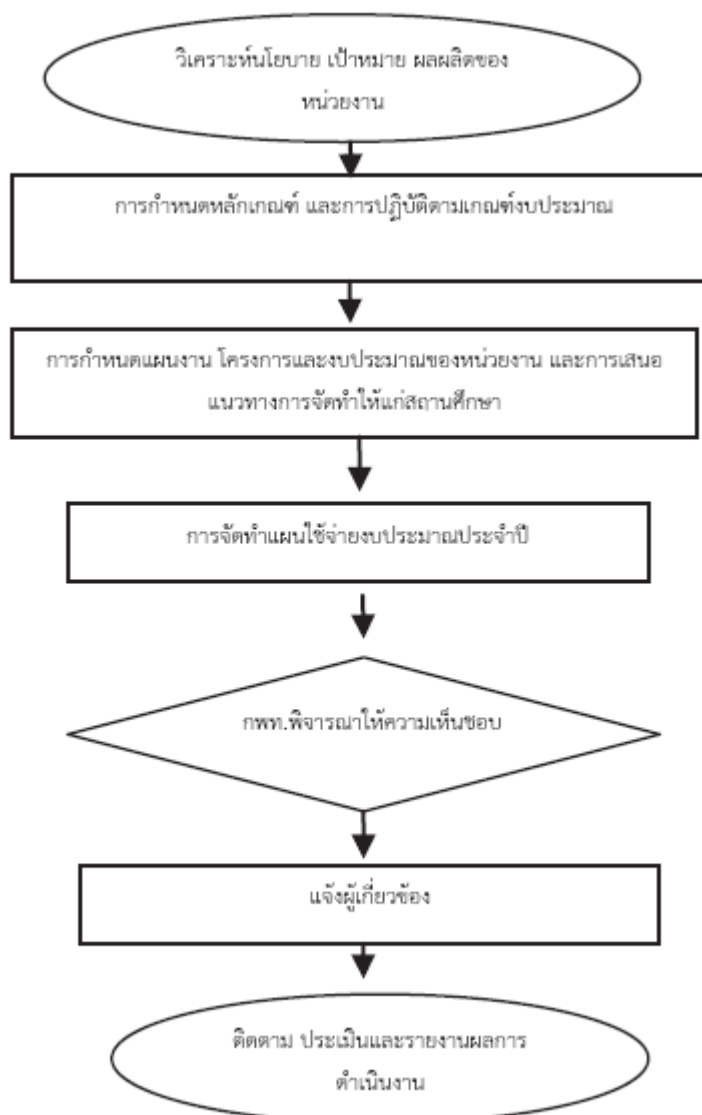 วิเคราะห์นโยบาย เป้าหมาย ผลผลิตของ
หน่วยงาน
การกำหนดหลักเกณฑ์ และการปฏิบัติตามเกณฑ์งบประมาณ
การกำหนดแผนงาน โครงการและงบประมาณของหน่วยงาน และการเสนอ
แนวทางการจัดทำให้แก่สถานศึกษา
การจัดทำแผนใช้จ่ายงบประมาณประจำปี
กพท.พิจารณาให้ความเห็นชอบ
แจ้งผู้เกี่ยวข้อง
ติดตาม ประเมินและรายงานผลการ
ดำเนินงาน